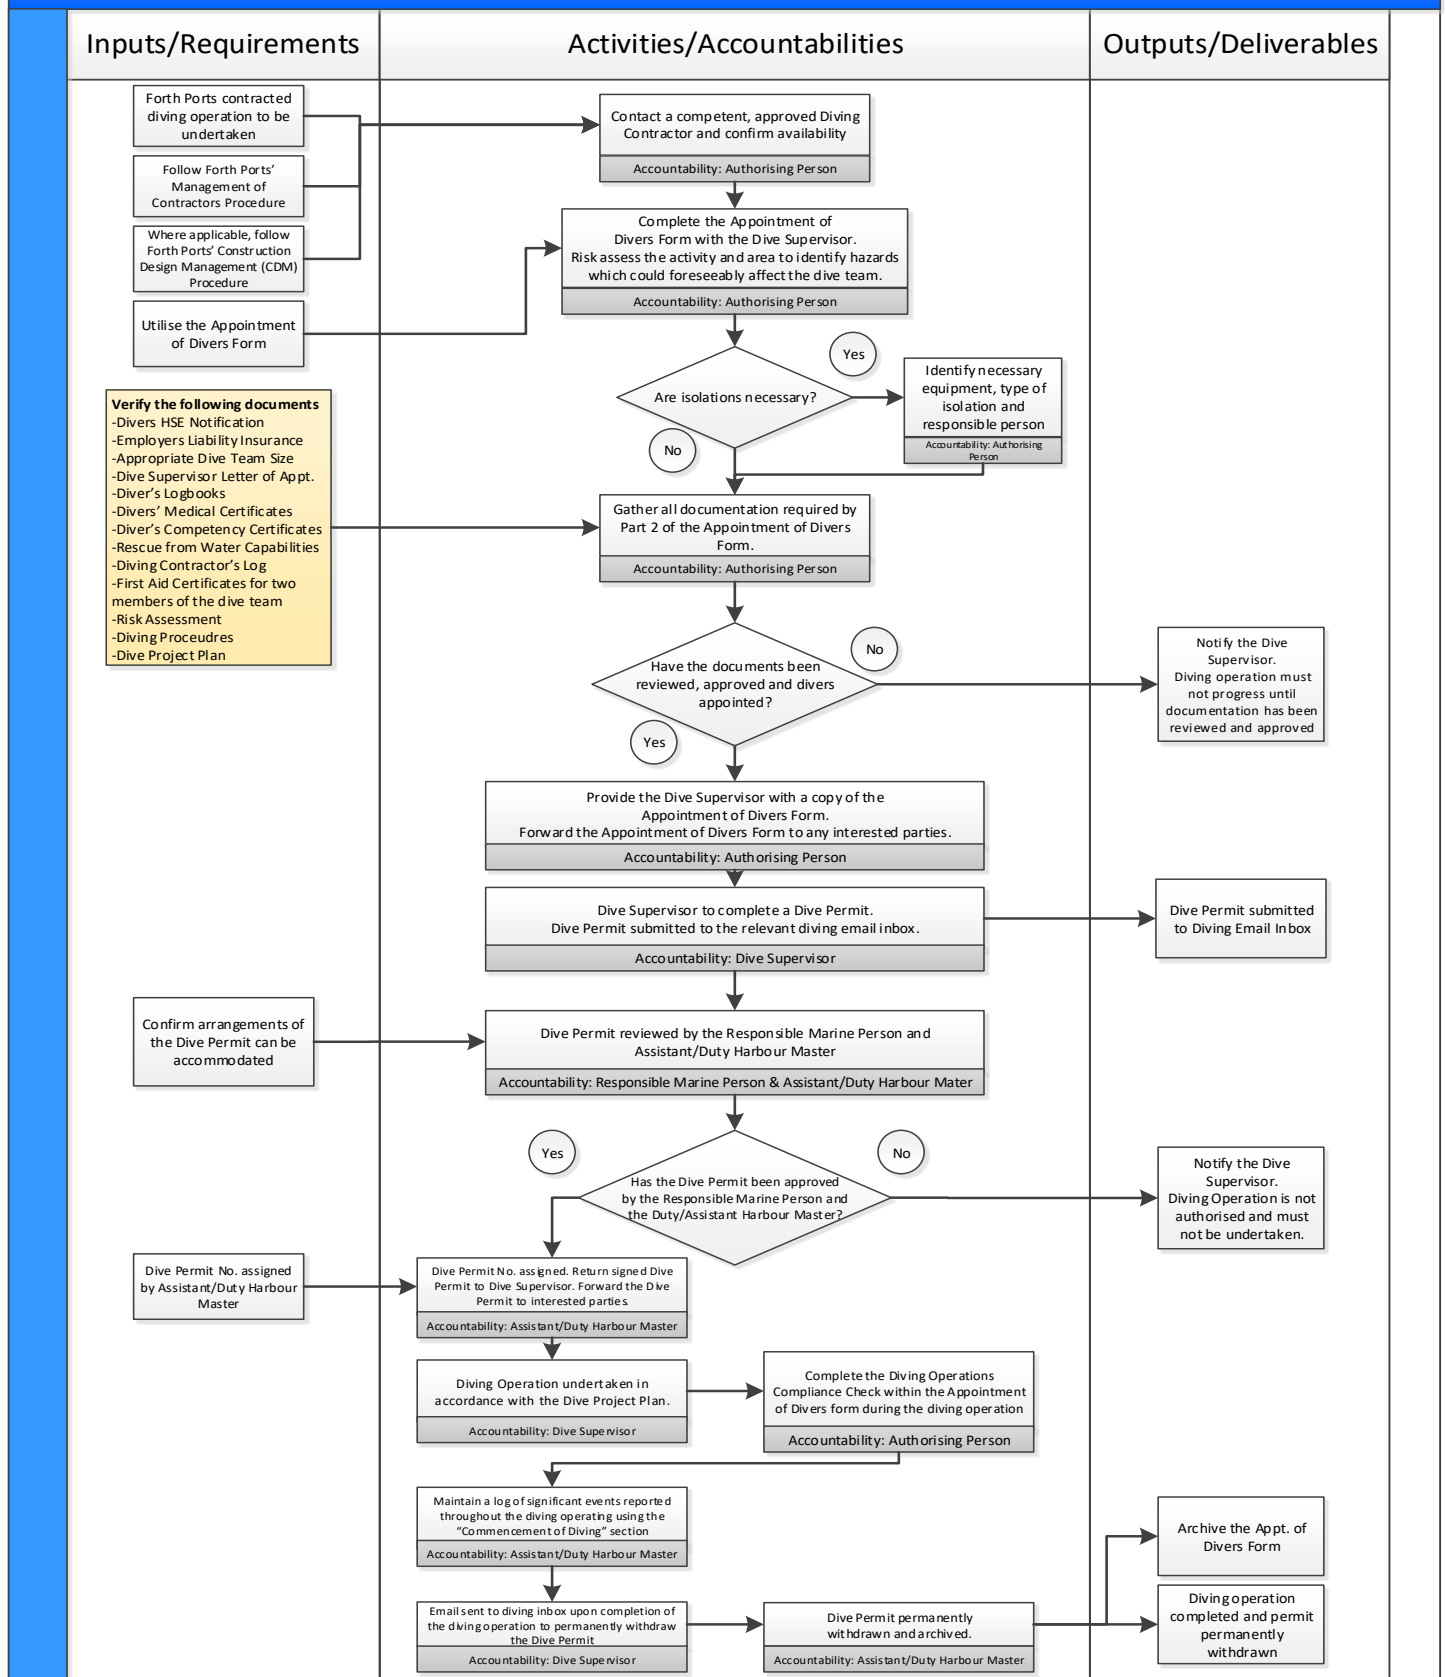 Inputs/Requirements
Activities/Accountabilities
Outputs/Deliverables
Forth Ports contracted
diving operation to be
undertaken
Contact a competent, approved Diving
Contractor and confirm availability
Accountability: Authorising Person
Follow Forth Ports’
Management of
Contractors Procedure
Where applicable, follow
Forth Ports’ Construction
Design Management (CDM)
Procedure
Complete the Appointment of
Divers Form with the Dive Supervisor.
Risk assess the activity and area to identify hazards
which could foreseeably affect the dive team.
Accountability: Authorising Person
Utilise the Appointment
of Divers Form
Are isolations necessary?
Yes
No
Identify necessary
equipment, type of
isolation and
responsible person
Accountability: Authorising
Person
Verify the following documents
-Divers HSE Notification
-Employers Liability Insurance
-Appropriate Dive Team Size
-Dive Supervisor Letter of Appt.
-Diver’s Logbooks
-Divers’ Medical Certificates
-Diver’s Competency Certificates
-Rescue from Water Capabilities
-Diving Contractor’s Log
-First Aid Certificates for two
members of the dive team
-Risk Assessment
-Diving Proceudres
-Dive Project Plan
Gather all documentation required by
Part 2 of the Appointment of Divers
Form.
Accountability: Authorising Person
Have the documents been
reviewed, approved and divers
appointed?
No
Yes
Notify the Dive
Supervisor.
Diving operation must
not progress until
documentation has been
reviewed and approved
Provide the Dive Supervisor with a copy of the
Appointment of Divers Form.
Forward the Appointment of Divers Form to any interested parties.
Accountability: Authorising Person
Dive Supervisor to complete a Dive Permit.
Dive Permit submitted to the relevant diving email inbox.
Accountability: Dive Supervisor
Dive Permit submitted
to Diving Email Inbox
Confirm arrangements of
the Dive Permit can be
accommodated
Dive Permit reviewed by the Responsible Marine Person and
Assistant/Duty Harbour Master
Accountability: Responsible Marine Person & Assistant/Duty Harbour Mater
Yes
No
Has the Dive Permit been approved
by the Responsible Marine Person and
the Duty/Assistant Harbour Master?
Notify the Dive
Supervisor.
Diving Operation is not
authorised and must
not be undertaken.
Dive Permit No. assigned
by Assistant/Duty Harbour
Master
Dive Permit No. assigned. Return signed Dive
Permit to Dive Supervisor. Forward the Dive
Permit to interested parties.
Accountability: Assistant/Duty Harbour Master
Diving Operation undertaken in
accordance with the Dive Project Plan.
Accountability: Dive Supervisor
Complete the Diving Operations
Compliance Check within the Appointment
of Divers form during the diving operation
Accountability: Authorising Person
Maintain a log of significant events reported
throughout the diving operating using the
“Commencement of Diving” section
Accountability: Assistant/Duty Harbour Master
Archive the Appt. of
Divers Form
Email sent to diving inbox upon completion of
the diving operation to permanently withdraw
the Dive Permit
Accountability: Dive Supervisor
Dive Permit permanently
withdrawn and archived.
Accountability: Assistant/Duty Harbour Master
Diving operation
completed and permit
permanently
withdrawn